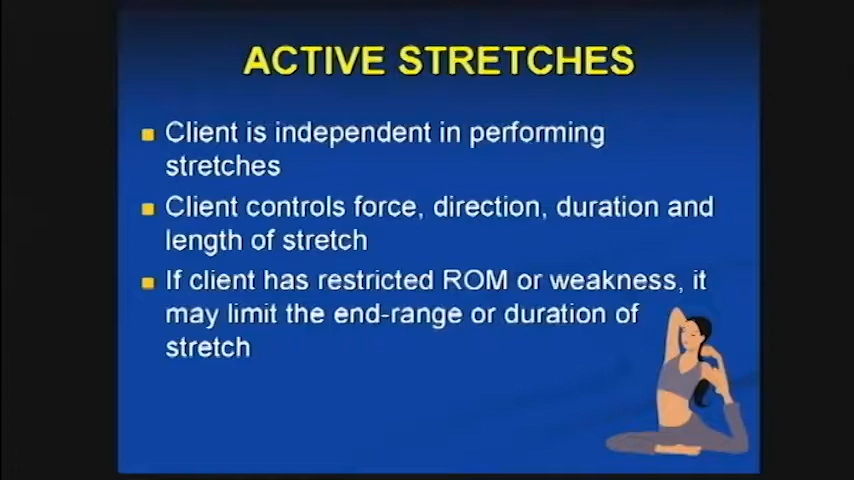 ACTIVE STRETCHES
Client is independent in performing
stretches
Client controls force, direction, duration and
length of stretch
If client has restricted ROM or weakness, it
may limit the end-range or duration of
stretch